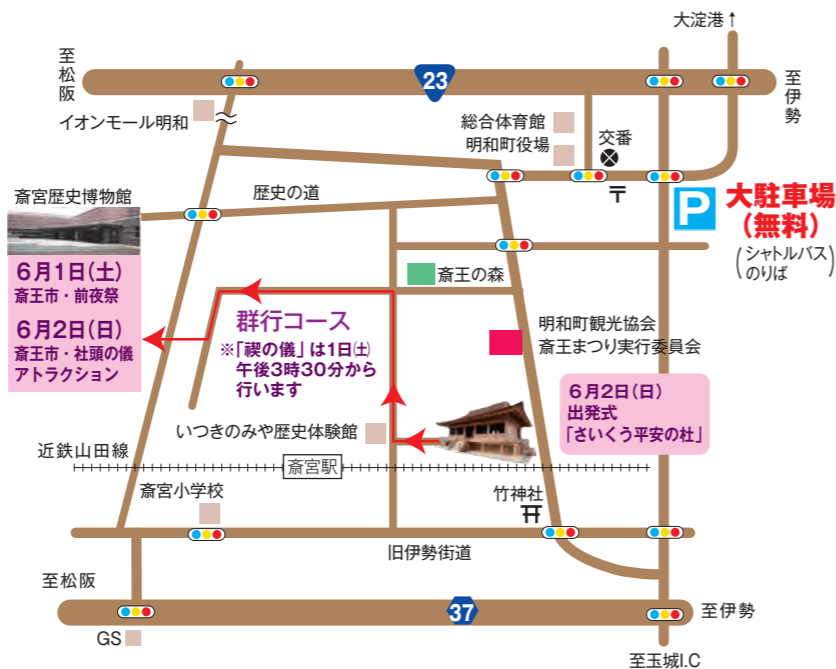 大淀港↑
至松阪
23
至伊勢
イオンモール明和
総合体育館
明和町役場
交番
〒
斎宮歴史博物館
歴史の道
P
大駐車場
(無料)
(シャトルバス
のりば)
6月1日(土)
斎王市・前夜祭
6月2日(日)
斎王市・社頭の儀
アトラクション
斎王の森
群行コース
※「禊の儀」は1日(土)
午後3時30分から
行います
明和町観光協会
斎王まつり実行委員会
6月2日(日)
出発式
「さいくう平安の杜」
いつきのみや歴史体験館
近鉄山田線
斎宮駅
斎宮小学校
竹神社
旧伊勢街道
至松阪
37
至伊勢
GS
至玉城I.C